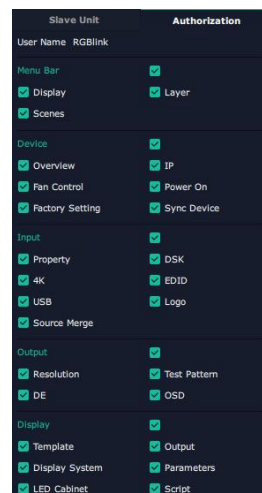 Slave Unit Authorization
User Name RGBlink
Menu Bar
Display Layer
Scenes
Device
Overview IP
Fan Control Power On
Factory Setting Sync Device
Input
Property DSK
4K EDID
USB Logo
Source Merge
Output
Resolution Test Pattern
DE OSD
Display
Template Output
Display System Parameters
LED Cabinet Script